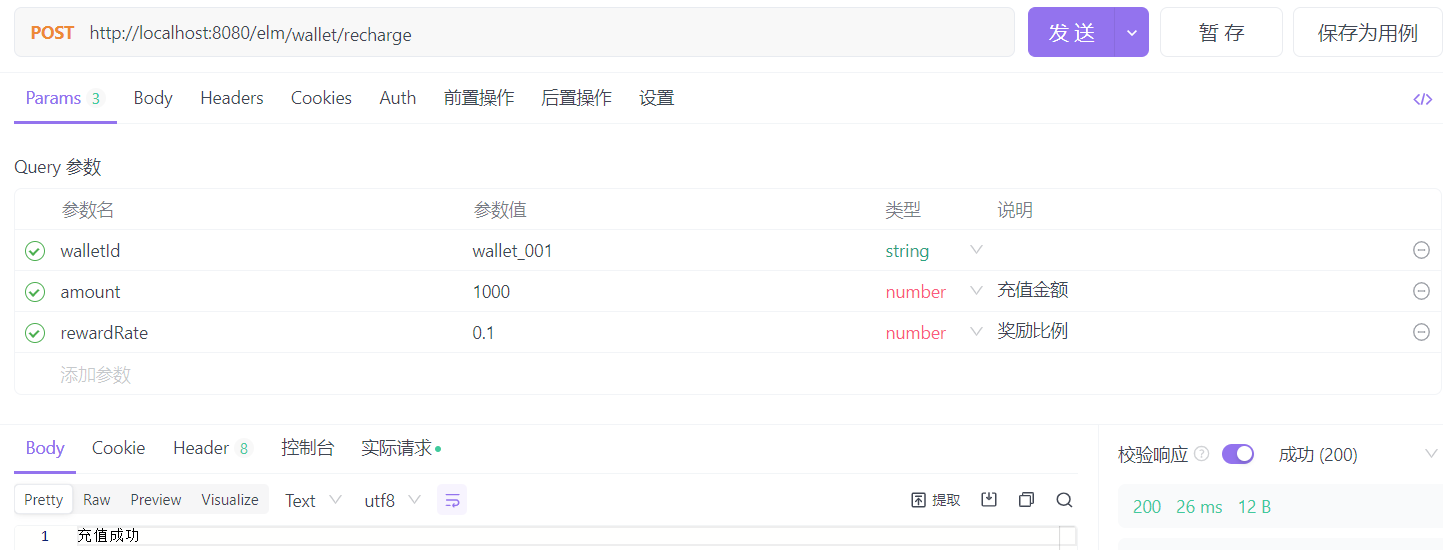 POST http://localhost:8080/elm/wallet/recharge 发送 暂存 保存为用例
Params 3 Body Headers Cookies Auth 前置操作 后置操作 设置 </>
Query 参数
参数名 参数值 类型 说明
walletId wallet_001 string
amount 1000 number 充值金额
rewardRate 0.1 number 奖励比例
添加参数
Body Cookie Header 8 控制台 实际请求 校验响应 ? 成功 (200)
Pretty Raw Preview Visualize Text utf8 提取 200 26 ms 12 B
1 充值成功